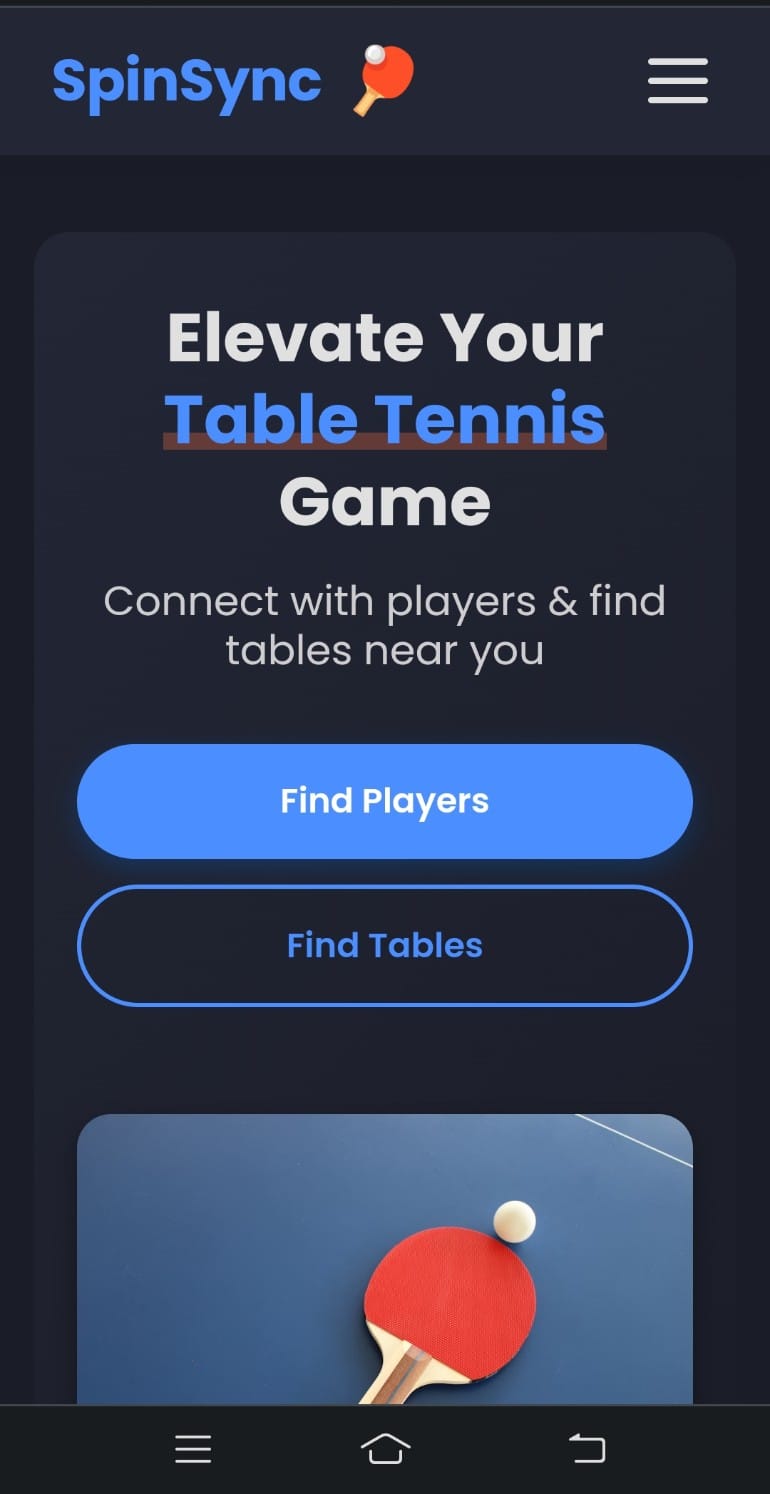 SpinSync
Elevate Your
Table Tennis
Game
Connect with players & find
tables near you
Find Players
Find Tables